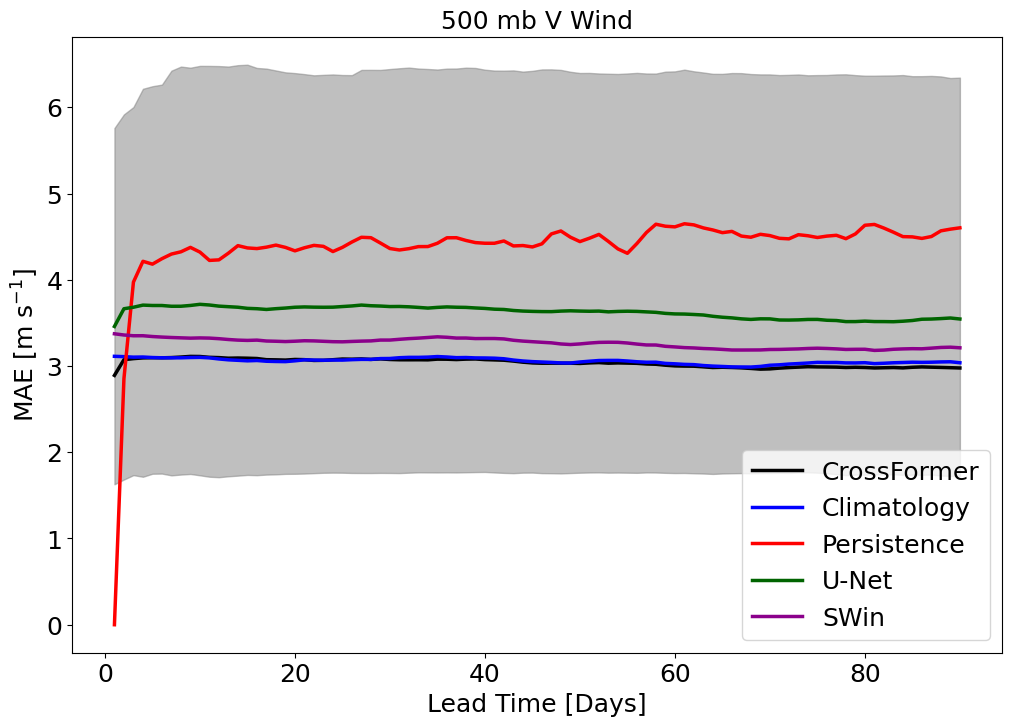 500 mb V Wind
MAE [m s⁻¹]
6
5
4
3
2
1
0
0 20 40 60 80
Lead Time [Days]
CrossFormer
Climatology
Persistence
U-Net
SWin